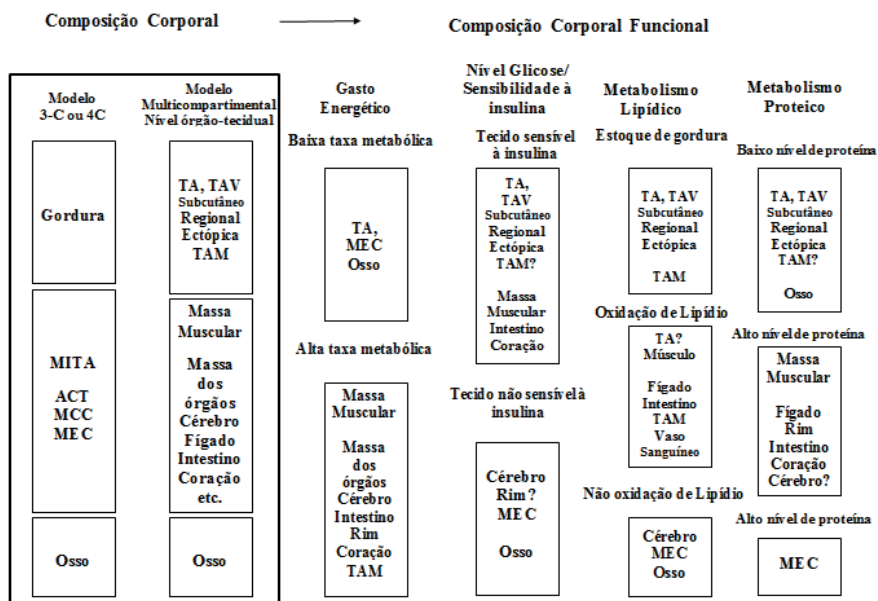 Composição Corporal
Composição Corporal Funcional
Modelo
3-C ou 4C
Gordura
MITA
ACT
MCC
MEC
Osso
Modelo
Multicompartimental
Nível órgão-tecidual
TA, TAV
Subcutâneo
Regional
Ectópica
TAM
Massa
Muscular
Massa
dos
órgãos
Cérebro
Fígado
Intestino
Coração
etc.
Osso
Gasto
Energético
Baixa taxa metabólica
TA,
MEC
Osso
Alta taxa metabólica
Massa
Muscular
Massa
dos
órgãos
Cérebro
Intestino
Rim
Coração
TAM
Nível Glicose/
Sensibilidade à
insulina
Tecido sensível
à insulina
TA,
TAV
Subcutâneo
Regional
Ectópica
TAM?
Massa
Muscular
Intestino
Coração
Tecido não sensível à
insulina
Cérebro
Rim?
MEC
Osso
Metabolismo
Lipídico
Estoque de gordura
TA, TAV
Subcutâneo
Regional
Ectópica
TAM
Oxidação de Lipídio
TA?
Músculo
Fígado
Intestino
TAM
Vaso
Sanguíneo
Não oxidação de Lipídio
Cérebro
MEC
Osso
Metabolismo
Proteico
Baixo nível de proteína
TA, TAV
Subcutâneo
Regional
Ectópica
TAM?
Osso
Alto nível de proteína
Massa
Muscular
Fígado
Rim
Intestino
Coração
Cérebro?
Alto nível de proteína
MEC